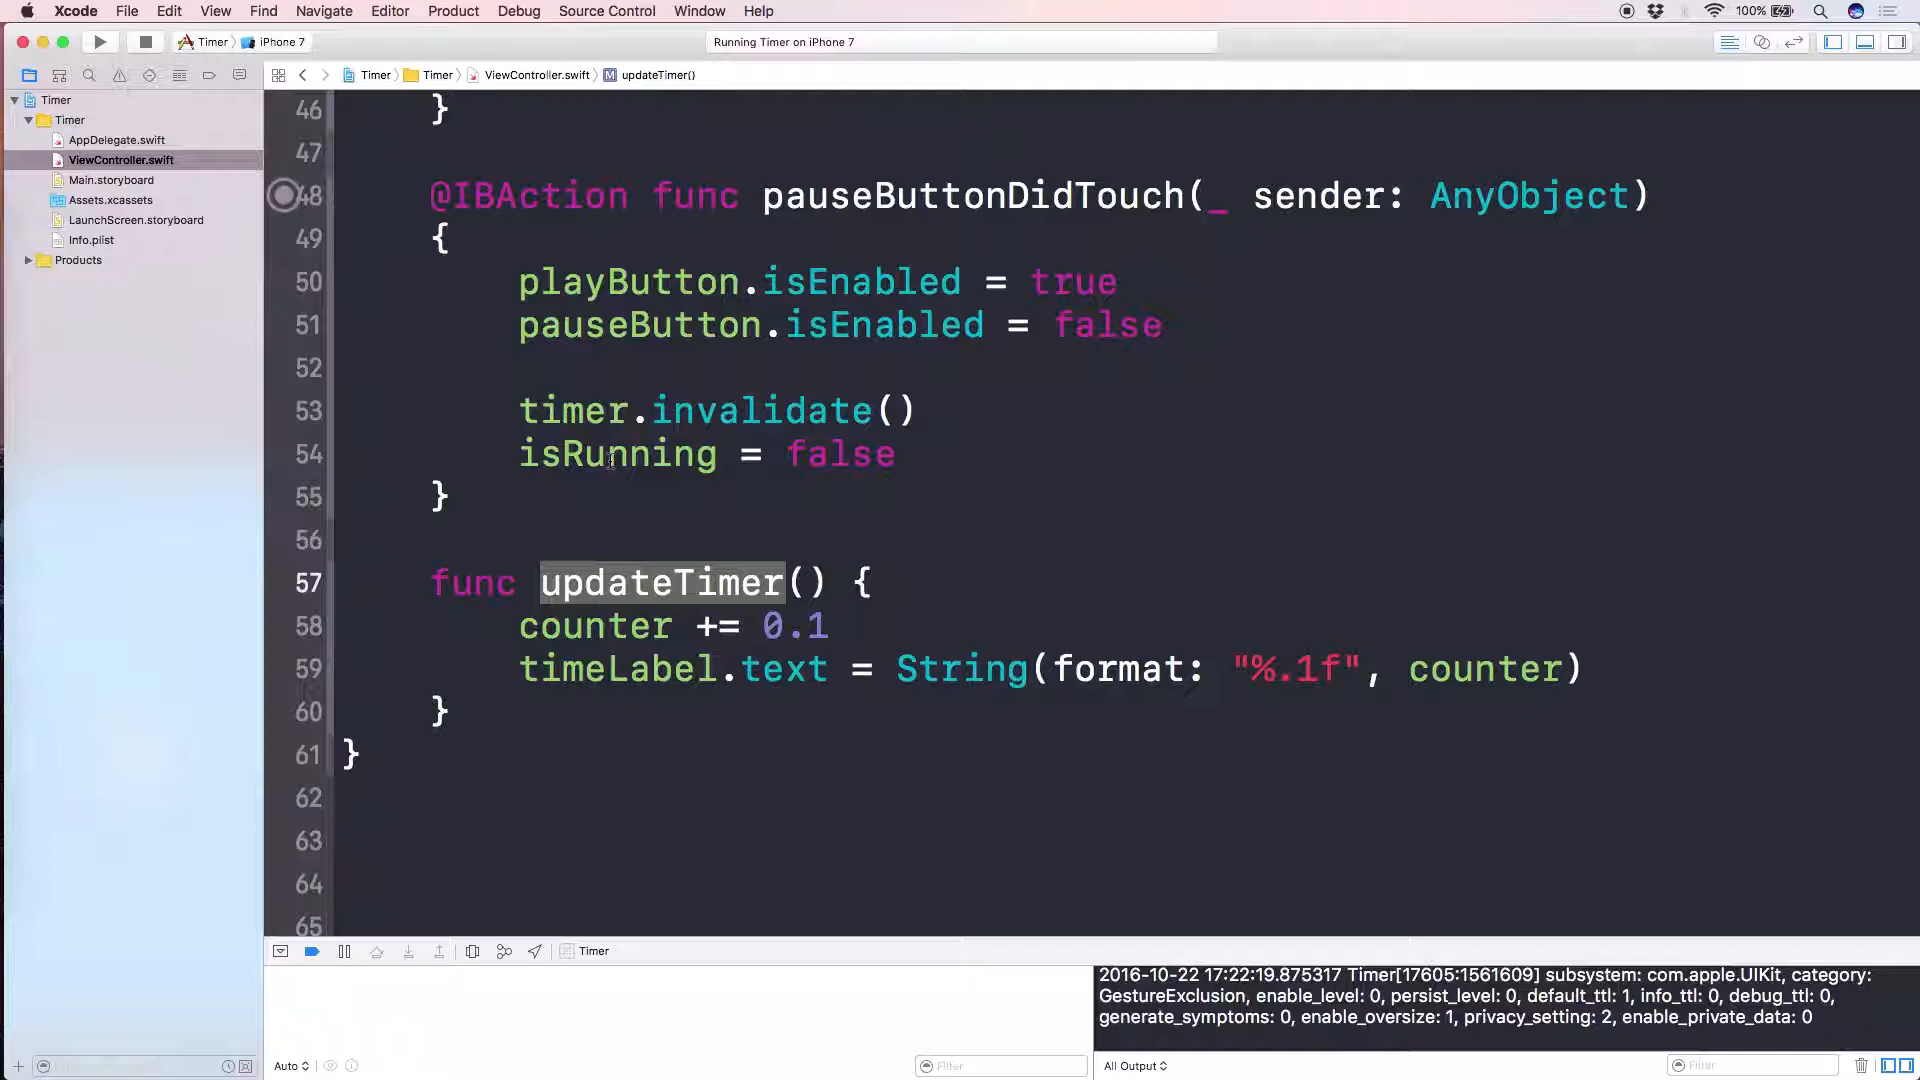 Xcode File Edit View Find Navigate Editor Product Debug Source Control Window Help 100%
Timer iPhone 7 Running Timer on iPhone 7
Timer Timer ViewController.swift M updateTimer()
Timer
Timer
AppDelegate.swift
ViewController.swift
Main.storyboard
Assets.xcassets
LaunchScreen.storyboard
Info.plist
Products
46 }
47
48 @IBAction func pauseButtonDidTouch(_ sender: AnyObject)
49 {
50 playButton.isEnabled = true
51 pauseButton.isEnabled = false
52
53 timer.invalidate()
54 isRunning = false
55 }
56
57 func updateTimer() {
58 counter += 0.1
59 timeLabel.text = String(format: "%.1f", counter)
60 }
61 }
62
63
64
65
Timer
2016-10-22 17:22:19.875317 Timer[17605:1561609] subsystem: com.apple.UIKit, category:
GestureExclusion, enable_level: 0, persist_level: 0, default_ttl: 1, info_ttl: 0, debug_ttl: 0,
generate_symptoms: 0, enable_oversize: 1, privacy_setting: 2, enable_private_data: 0
Auto Filter All Output Filter